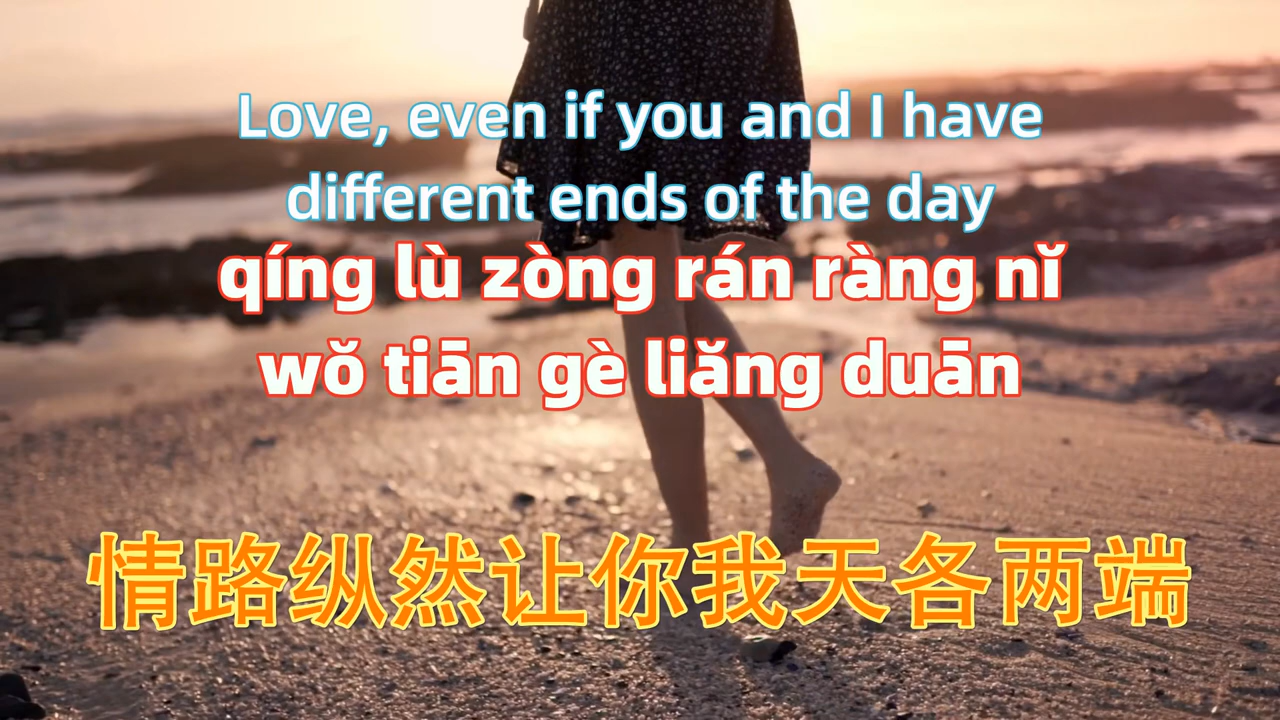 Love, even if you and I have
different ends of the day
qíng lù zòng rán ràng nǐ
wǒ tiān gè liǎng duān
情路纵然让你我天各两端